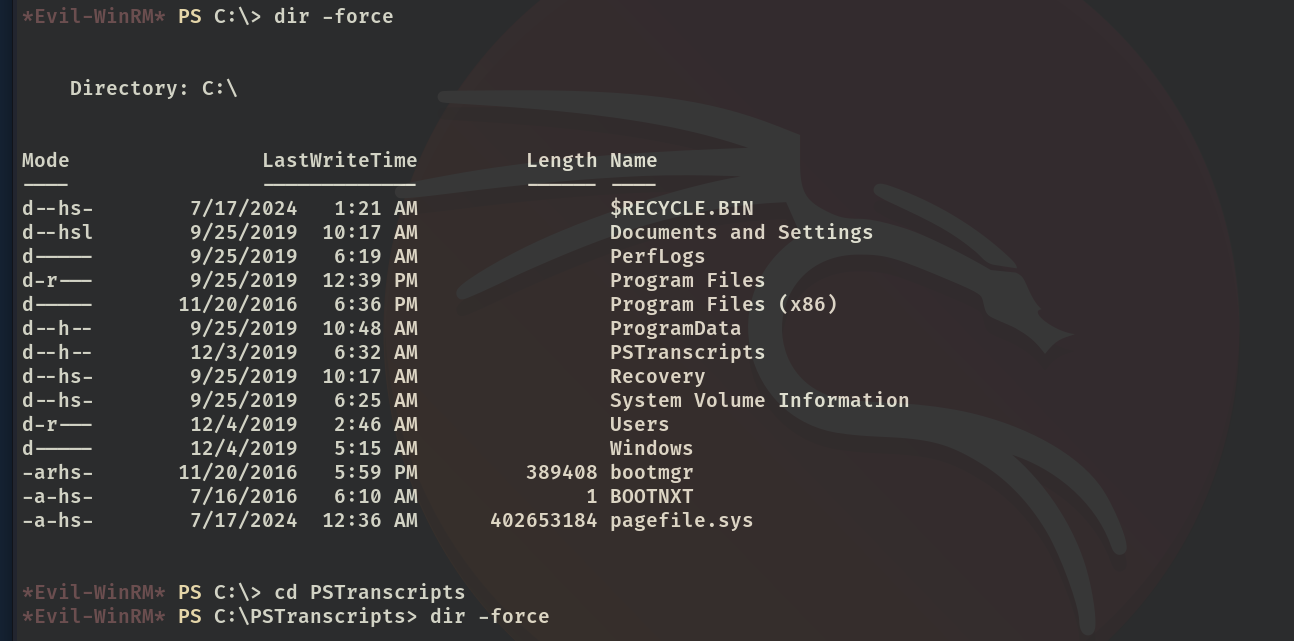 *Evil-WinRM* PS C:\> dir -force
Directory: C:\
Mode                LastWriteTime         Length Name
----                -------------         ------ ----
d--hs-        7/17/2024   1:21 AM                $RECYCLE.BIN
d--hsl        9/25/2019  10:17 AM                Documents and Settings
d-----        9/25/2019   6:19 AM                PerfLogs
d-r---        9/25/2019  12:39 PM                Program Files
d-----       11/20/2016   6:36 PM                Program Files (x86)
d--h--        9/25/2019  10:48 AM                ProgramData
d--h--        12/3/2019   6:32 AM                PSTranscripts
d--hs-        9/25/2019  10:17 AM                Recovery
d--hs-        9/25/2019   6:25 AM                System Volume Information
d-r---        12/4/2019   2:46 AM                Users
d-----        12/4/2019   5:15 AM                Windows
-arhs-       11/20/2016   5:59 PM         389408 bootmgr
-a-hs-        7/16/2016   6:10 AM              1 BOOTNXT
-a-hs-        7/17/2024  12:36 AM      402653184 pagefile.sys
*Evil-WinRM* PS C:\> cd PSTranscripts
*Evil-WinRM* PS C:\PSTranscripts> dir -force